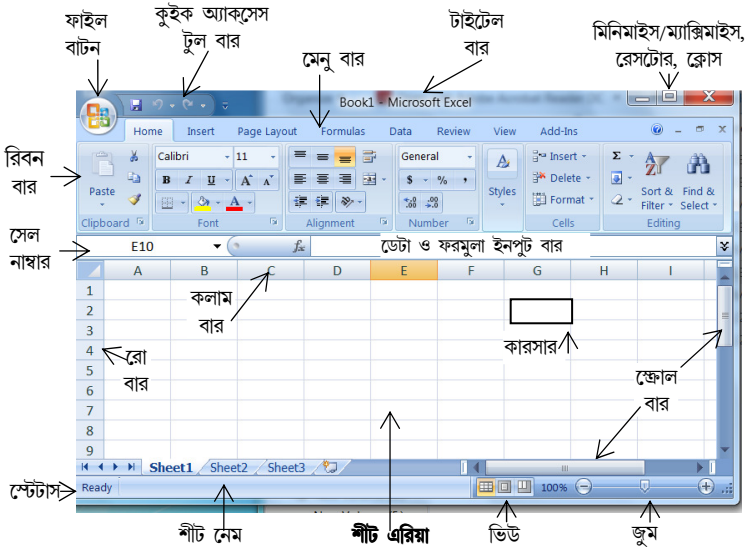 ফাইল
বাটন
কুইক অ্যাক্সেস
টুল বার
মেনু বার
টাইটেল
বার
মিনিমাইস/ম্যাক্সিমাইস,
রেসটোর, ক্লোস
Book1 - Microsoft Excel
Home Insert Page Layout Formulas Data Review View Add-Ins
রিবন
বার
Paste
Calibri 11
B I U A A
A
General
$ % ,
Styles
Insert
Delete
Format
Σ
Sort & Filter
Find & Select
Clipboard Font Alignment Number Cells Editing
সেল
নাম্বার
E10 fx ডেটা ও ফরমুলা ইনপুট বার
A B C D E F G H I
1
2
3
4
5
6
7
8
9
কলাম
বার
রো
বার
কারসার
স্ক্রোল
বার
Sheet1 Sheet2 Sheet3
স্টেটাস
Ready 100%
শীট নেম
শীট এরিয়া
ভিউ
জুম